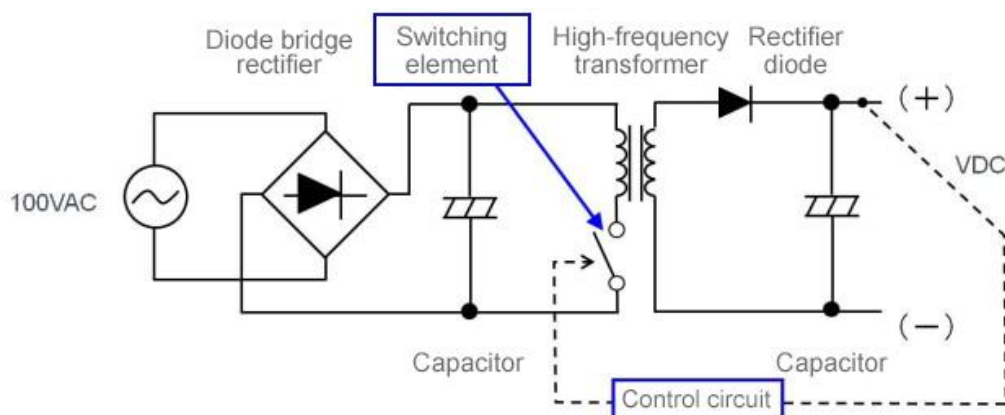 Diode bridge
rectifier
Switching
element
High-frequency
transformer
Rectifier
diode
(+)
VDC
100VAC
(−)
Capacitor
Capacitor
Control circuit